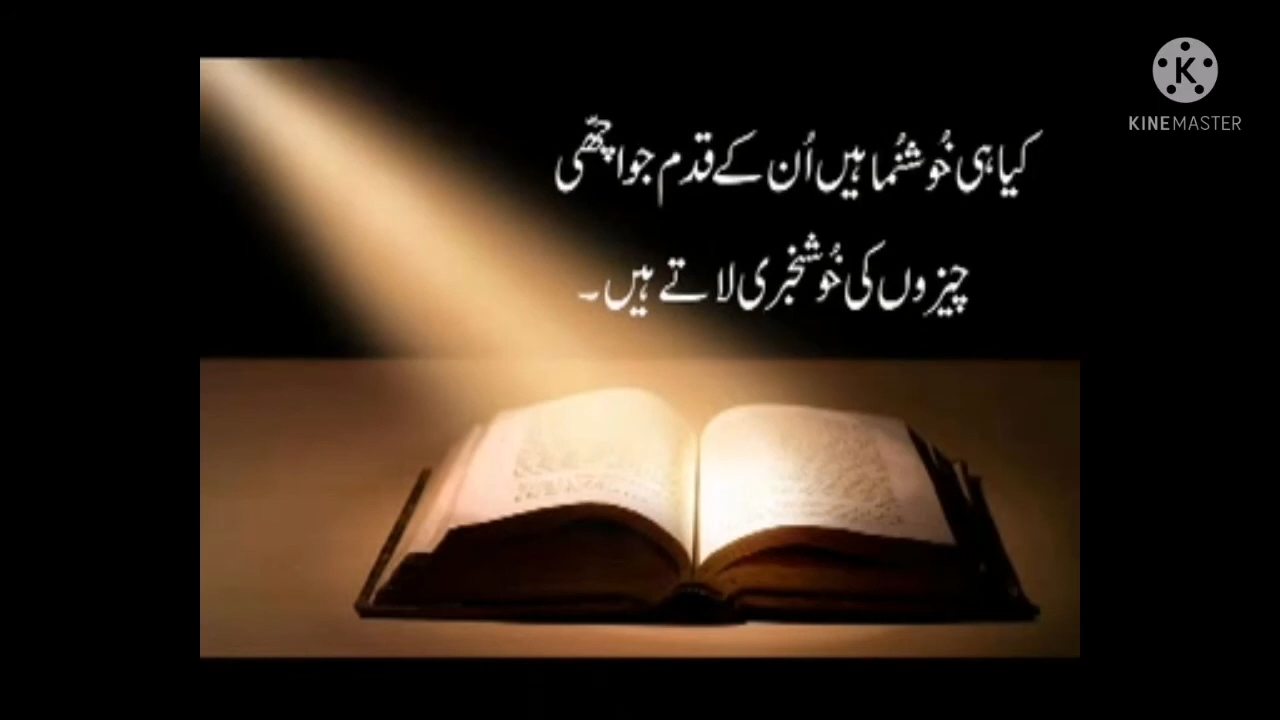 کیا ہی خُوشنُما ہیں اُن کے قدم جو اچھّی
چیزوں کی خُوشخبری لاتے ہیں۔
K
KINEMASTER